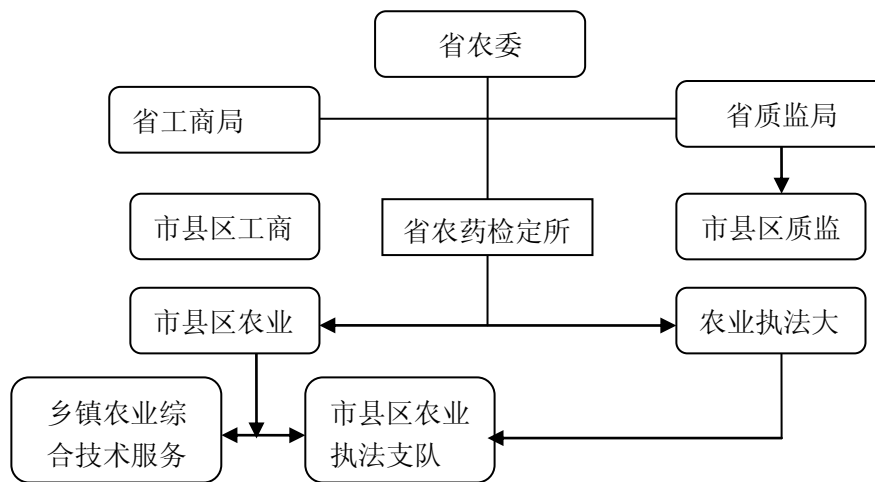 省农委
省工商局
省质监局
市县区工商
省农药检定所
市县区质监
市县区农业
农业执法大
乡镇农业综
合技术服务
市县区农业
执法支队